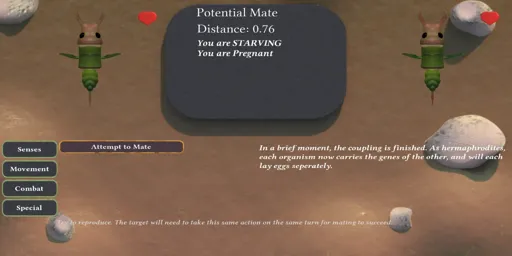 Potential Mate
Distance: 0.76
You are STARVING
You are Pregnant
Senses
Attempt to Mate
Movement
Combat
Special
In a brief moment, the coupling is finished. As hermaphrodites,
each organism now carries the genes of the other, and will each
lay eggs seperately.
to reproduce. The target will need to take this same action on the same turn for mating to succeed.